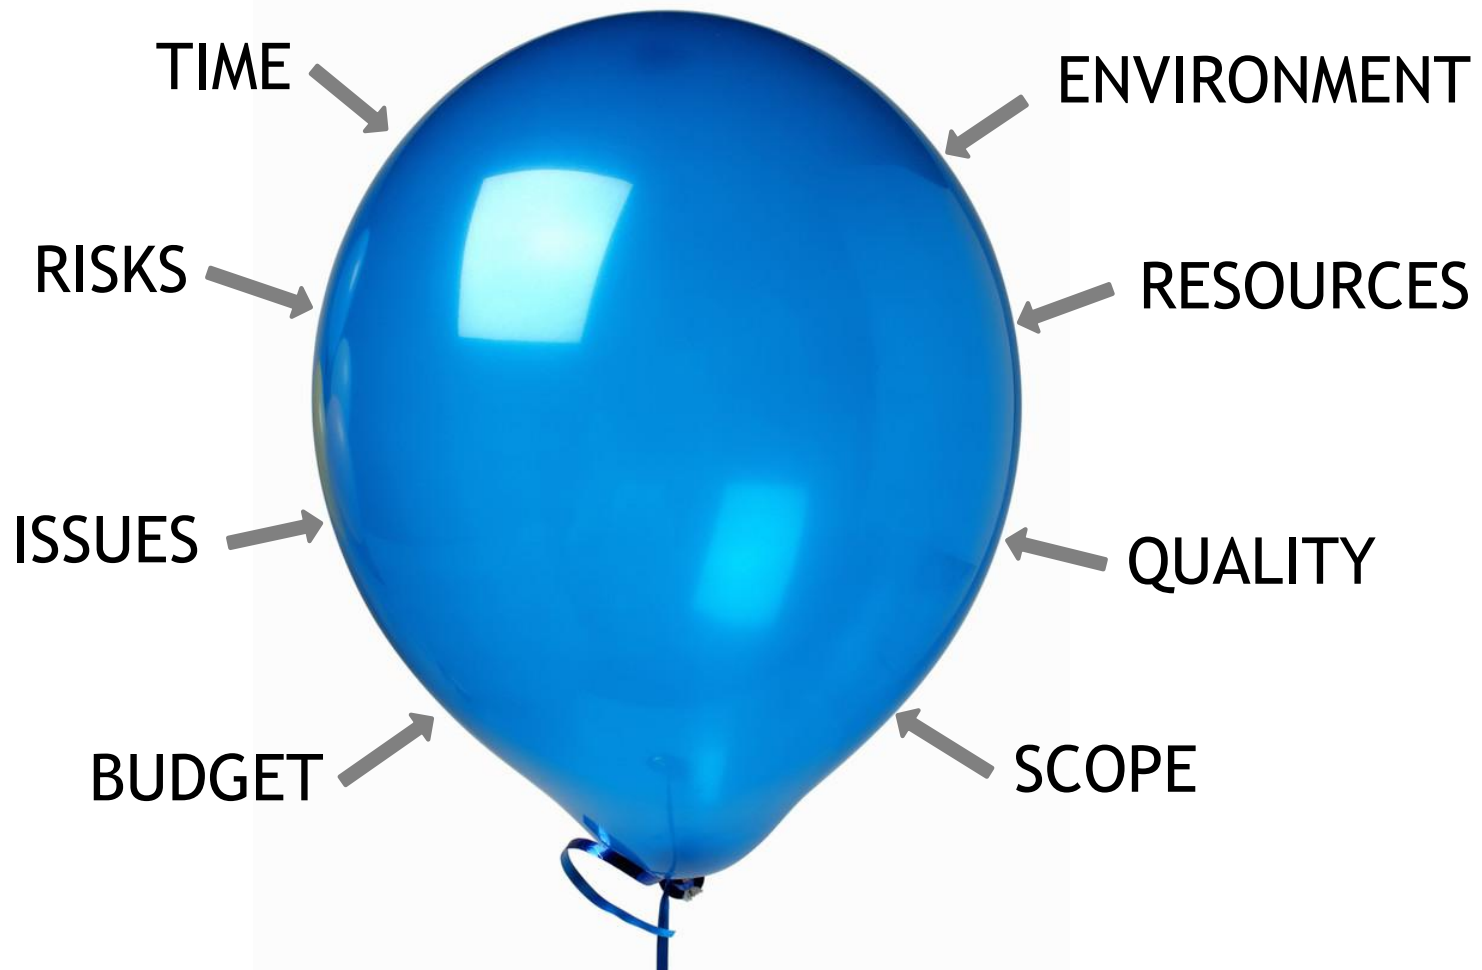 TIME
ENVIRONMENT
RISKS
RESOURCES
ISSUES
QUALITY
BUDGET
SCOPE